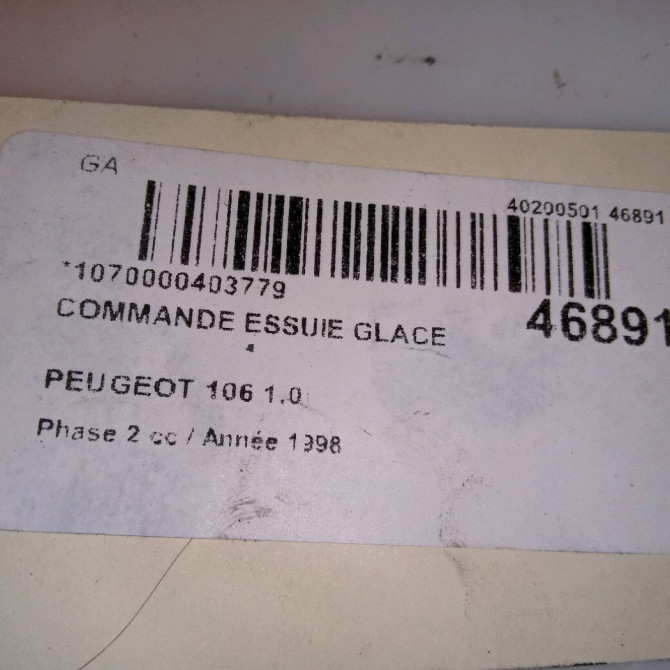 GA
40200501 46891
*1070000403779
46891
COMMANDE ESSUIE GLACE
PEUGEOT 106 1.0
Phase 2 cc / Année 1998